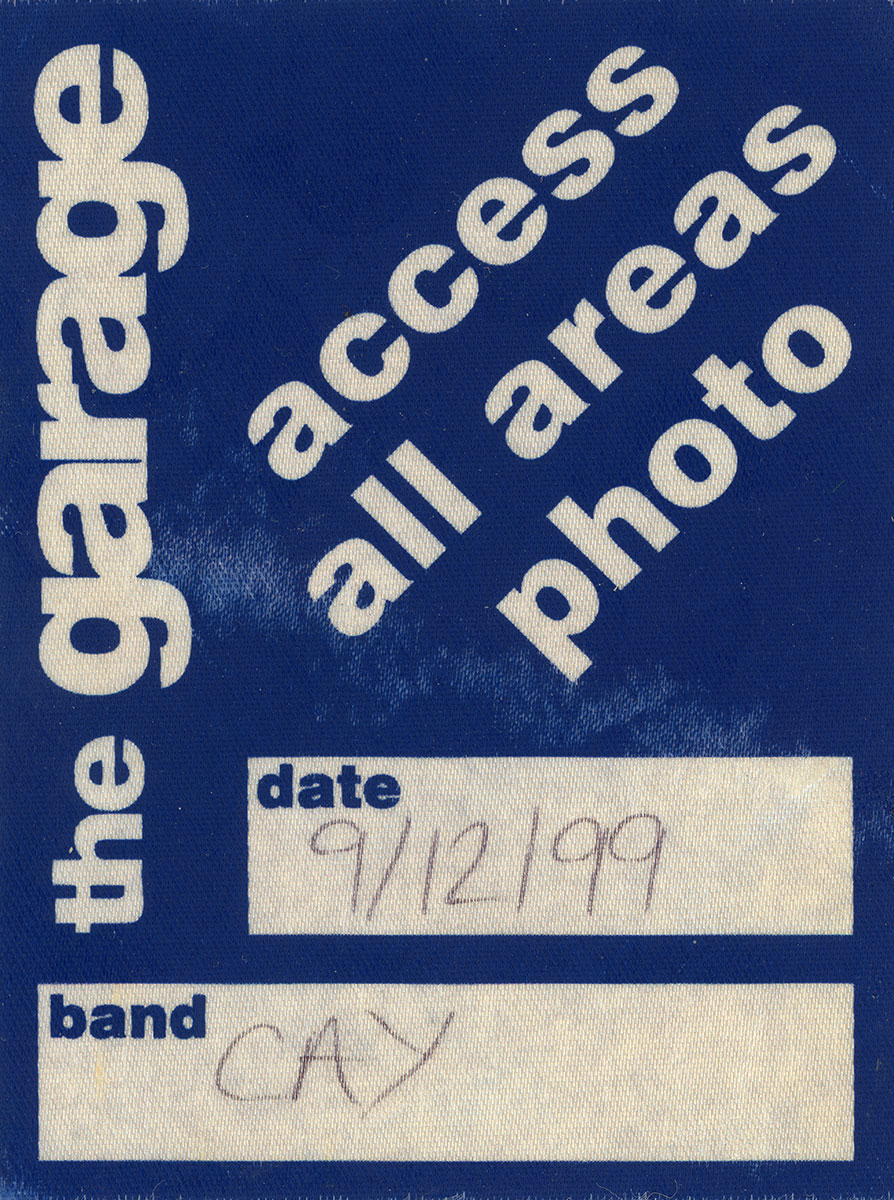 the garage
access
all areas
photo
date
9/12/99
band
CAY